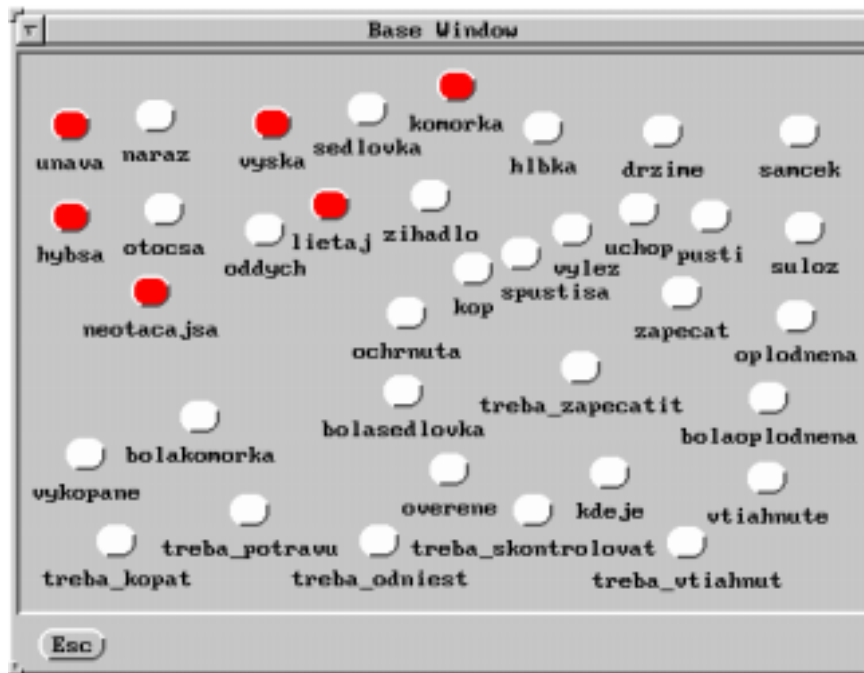 Base Window
komorka
unava naraz vyska sedlovka hlbka drzime samcek
hybsa otocsa oddych lietaj zihadlo vylez uchop pusti suloz
neotacajsa kop spustisa zapecat
ochrnuta oplodnena
treba_zapecatit
bolakomorka bolasedlovka bolaoplodnena
vykopane overene kdeje vtiahnute
treba_potravu treba_skontrolovat
treba_kopat treba_odniest treba_vtiahnut
Esc